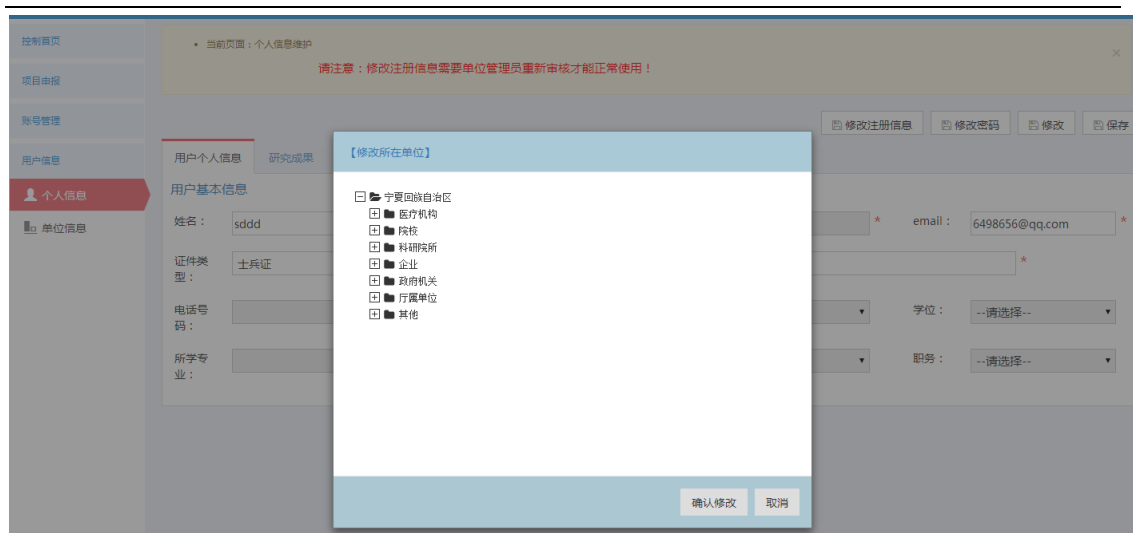 控制首页
项目申报
账号管理
用户信息
个人信息
单位信息
当前页面：个人信息维护
×
请注意：修改注册信息需要单位管理员重新审核才能正常使用！
修改注册信息
修改密码
修改
保存
用户个人信息
研究成果
用户基本信息
姓名：
sddd
*
email：
6498656@qq.com
*
证件类型：
士兵证
*
电话号码：
学位：
--请选择--
所学专业：
职务：
--请选择--
【修改所在单位】
宁夏回族自治区
医疗机构
院校
科研院所
企业
政府机关
厅属单位
其他
确认修改
取消